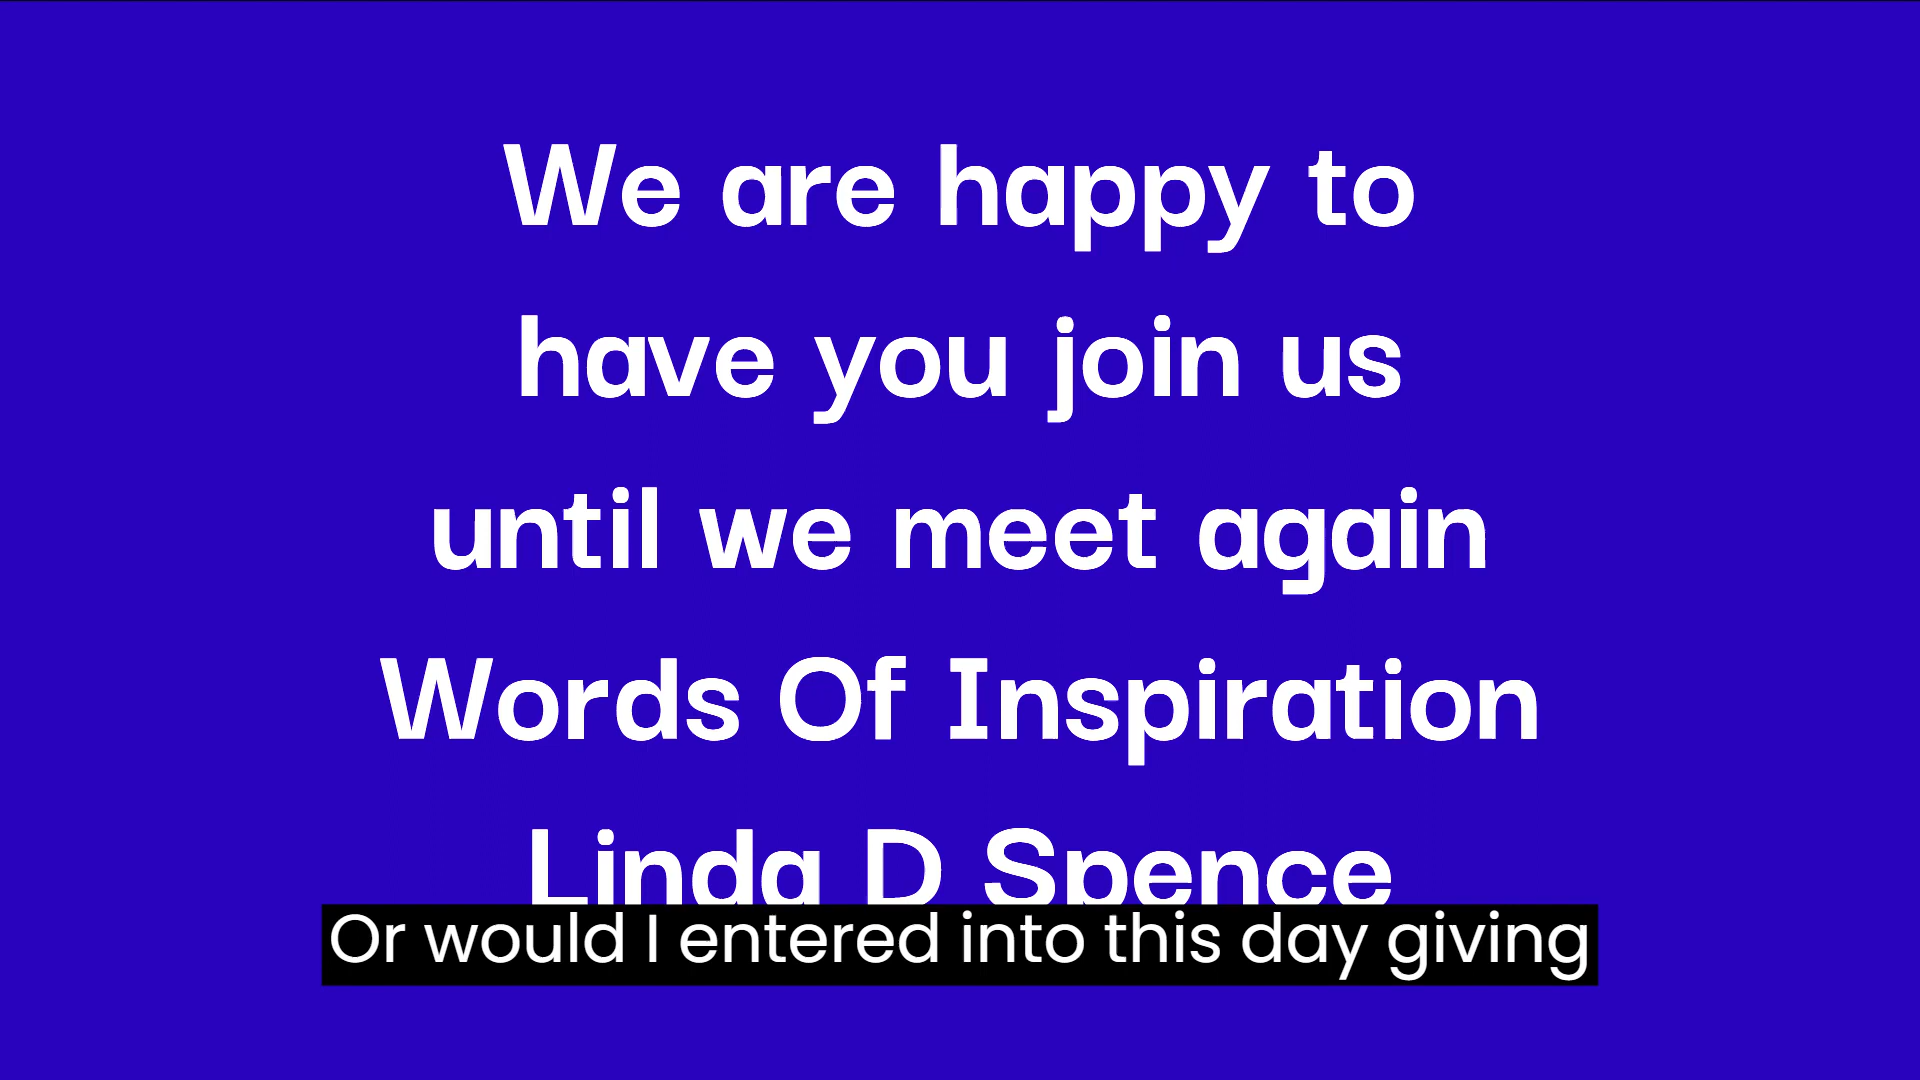 We are happy to
have you join us
until we meet again
Words Of Inspiration
Linda D Spence
Or would I entered into this day giving